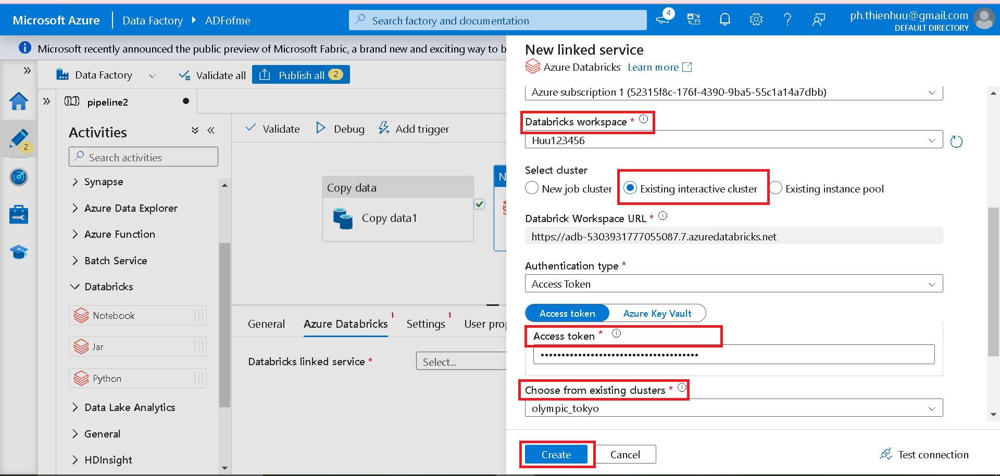 Microsoft Azure
Data Factory
ADFofme
Search factory and documentation
4
ph.thienhuu@gmail.com
DEFAULT DIRECTORY
Microsoft recently announced the public preview of Microsoft Fabric, a brand new and exciting way to b
Data Factory
Validate all
Publish all
2
pipeline2
2
Activities
Search activities
Synapse
Azure Data Explorer
Azure Function
Batch Service
Databricks
Notebook
Jar
Python
Data Lake Analytics
General
HDInsight
Validate
Debug
Add trigger
Copy data
Copy data1
N
General
Azure Databricks
1
Settings
1
User prop
Databricks linked service *
Select...
New linked service
Azure Databricks
Learn more
Azure subscription 1 (52315f8c-176f-4390-9ba5-55c1a14a7dbb)
Databricks workspace *
Huu123456
Select cluster
New job cluster
Existing interactive cluster
Existing instance pool
Databrick Workspace URL *
https://adb-5303931777055087.7.azuredatabricks.net
Authentication type *
Access Token
Access token
Azure Key Vault
Access token *
••••••••••••••••••••••••••••••••••••••
Choose from existing clusters *
olympic_tokyo
Create
Cancel
Test connection